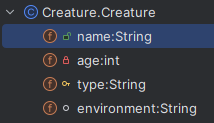 Creature.Creature
name:String
age:int
type:String
environment:String